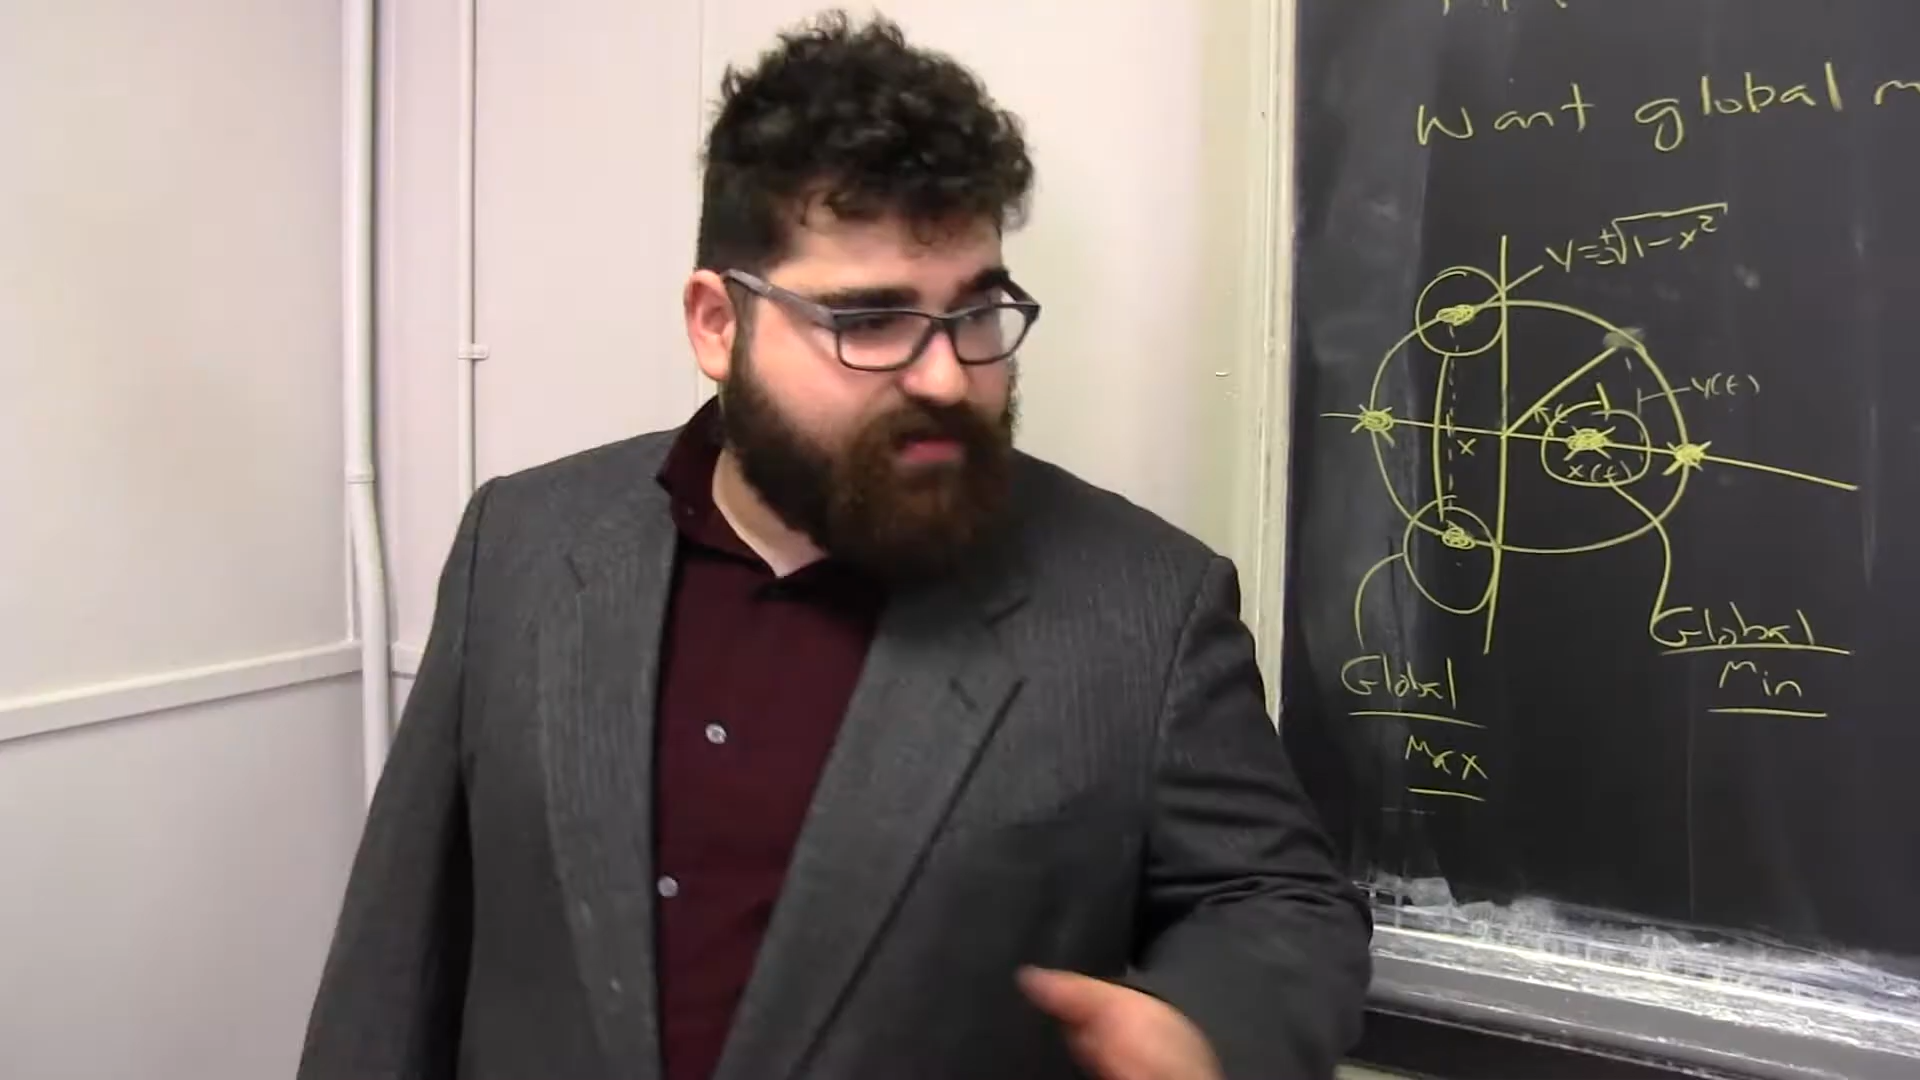 Want global
y=±√1-x²
y(t)
t
x
x(t)
Global
Min
Global
Max